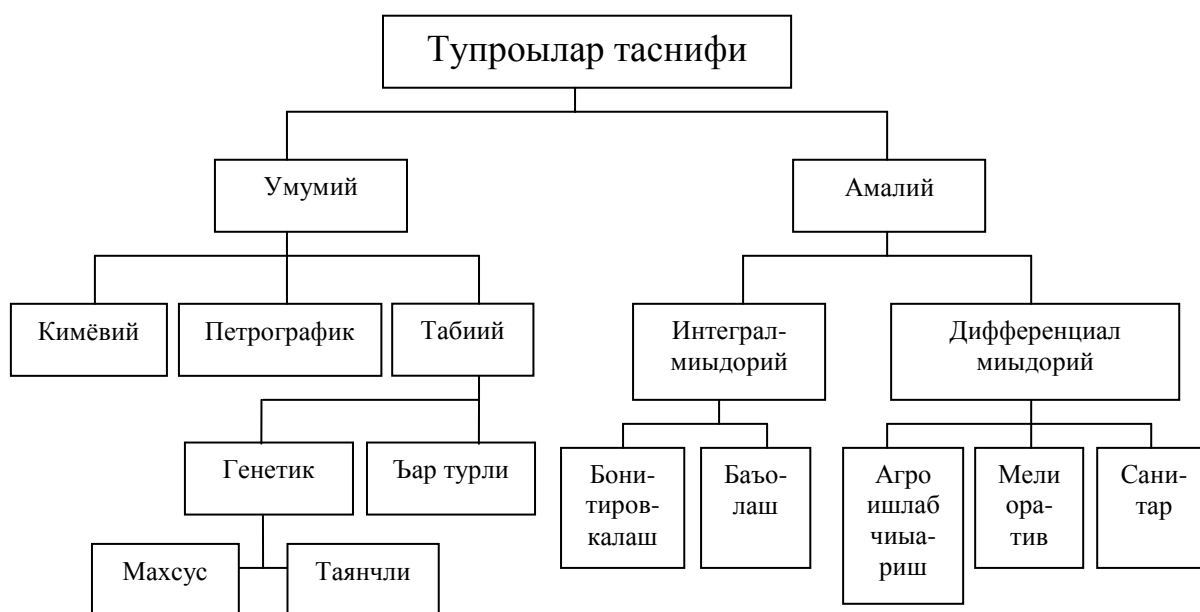 Тупроылар таснифи
Умумий
Амалий
Кимёвий
Петрографик
Табиий
Интеграл-
миыдорий
Дифференциал
миыдорий
Генетик
Ъар турли
Бони-
тиров-
калаш
Баъо-
лаш
Агро
ишлаб
чиыа-
риш
Мели
ора-
тив
Сани-
тар
Махсус
Таянчли